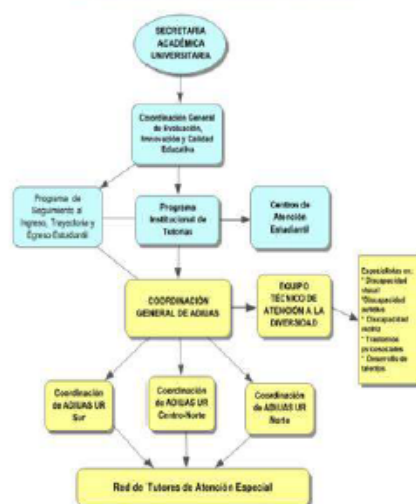 SECRETARIA
ACADÉMICA
UNIVERSITARIA
Coordinación General
de Evaluación,
Innovación y Calidad
Educativa
Programa de
Seguimiento al
Ingreso, Trayectoria y
Egreso Estudiantil
Programa
Institucional de
Tutorías
Centros de
Atención
Estudiantil
COORDINACIÓN
GENERAL DE ADIUAS
EQUIPO
TÉCNICO DE
ATENCIÓN A LA
DIVERSIDAD
Especialistas en:
* Discapacidad
visual
*Discapacidad
auditiva
* Discapacidad
motriz
* Trastornos
* Desarrollo de
talentos
Coordinación
de ADIUAS UR
Sur
Coordinación
de ADIUAS UR
Centro-Norte
Coordinación
de ADIUAS UR
Norte
Red de Tutores de Atención Especial